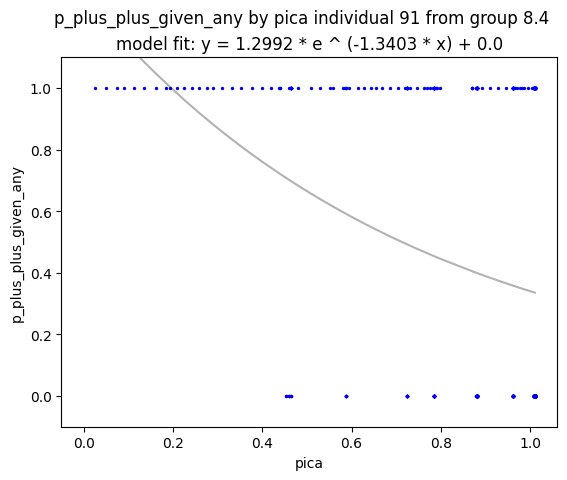 p_plus_plus_given_any by pica individual 91 from group 8.4
model fit: y = 1.2992 * e ^ (-1.3403 * x) + 0.0
1.0
0.8
0.6
0.4
0.2
0.0
p_plus_plus_given_any
0.0 0.2 0.4 0.6 0.8 1.0
pica